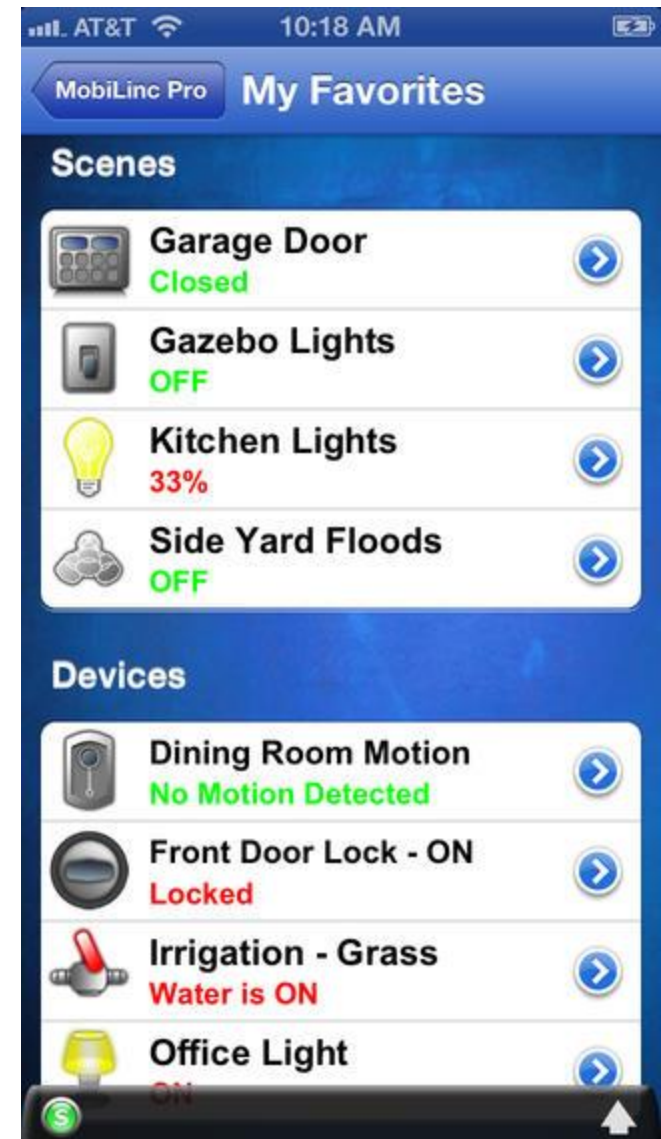 AT&T 10:18 AM
MobiLinc Pro My Favorites
Scenes
Garage Door
Closed
Gazebo Lights
OFF
Kitchen Lights
33%
Side Yard Floods
OFF
Devices
Dining Room Motion
No Motion Detected
Front Door Lock - ON
Locked
Irrigation - Grass
Water is ON
Office Light
ON
S